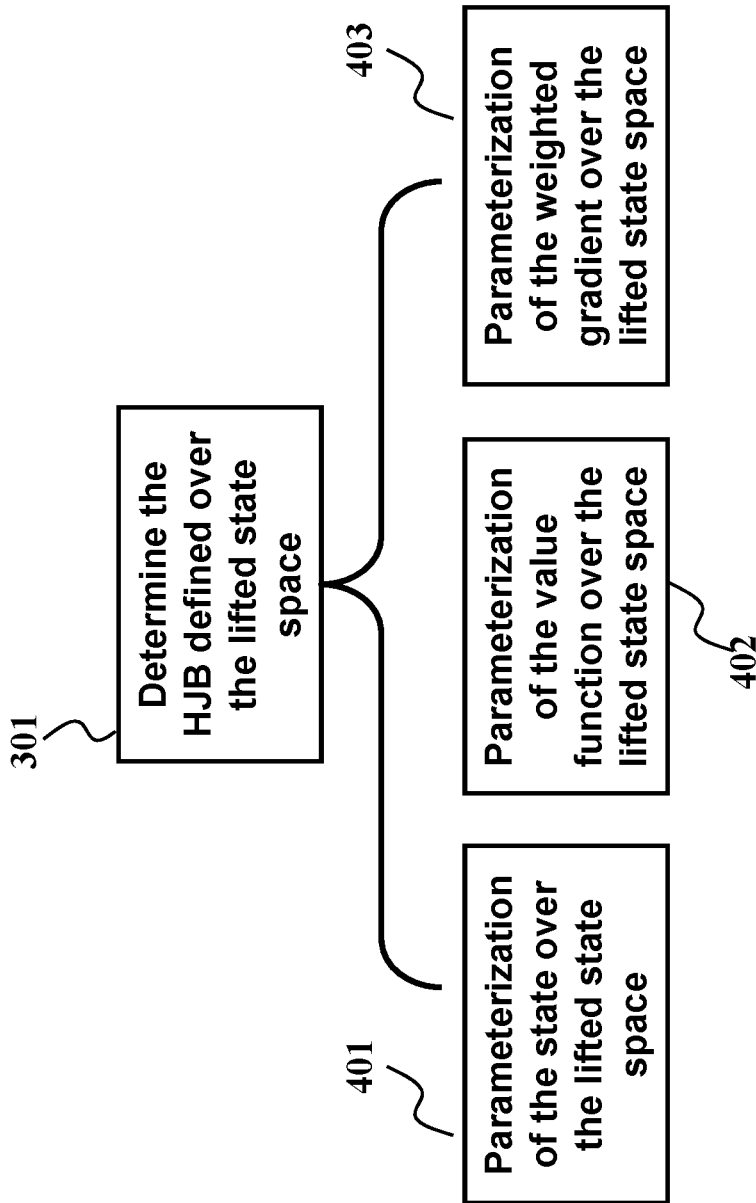 301
Determine the
HJB defined over
the lifted state
space
401
Parameterization
of the state over
the lifted state
space
402
Parameterization
of the value
function over the
lifted state space
403
Parameterization
of the weighted
gradient over the
lifted state space